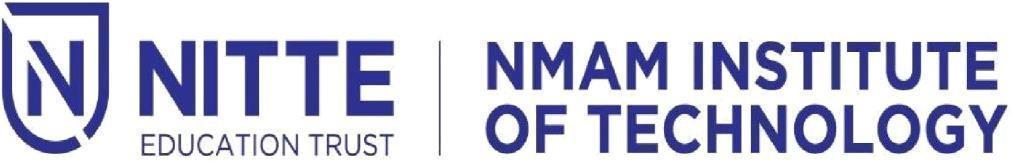 N NITTE
EDUCATION TRUST
NMAM INSTITUTE
OF TECHNOLOGY